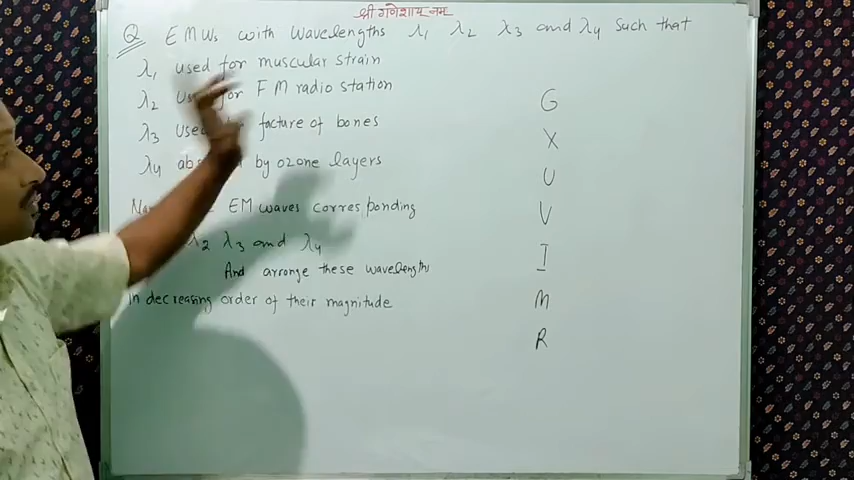 श्री गणेशाय नमः
Q EMWs with wavelengths λ1 λ2 λ3 and λ4 such that
λ1 used for muscular strain
λ2 for FM radio station
λ3 facture of bones
λ4 by ozone layers
EM waves corresponding
λ2 λ3 and λ4
And arrange these wavelengths
In decreasing order of their magnitude
G
X
U
V
I
M
R